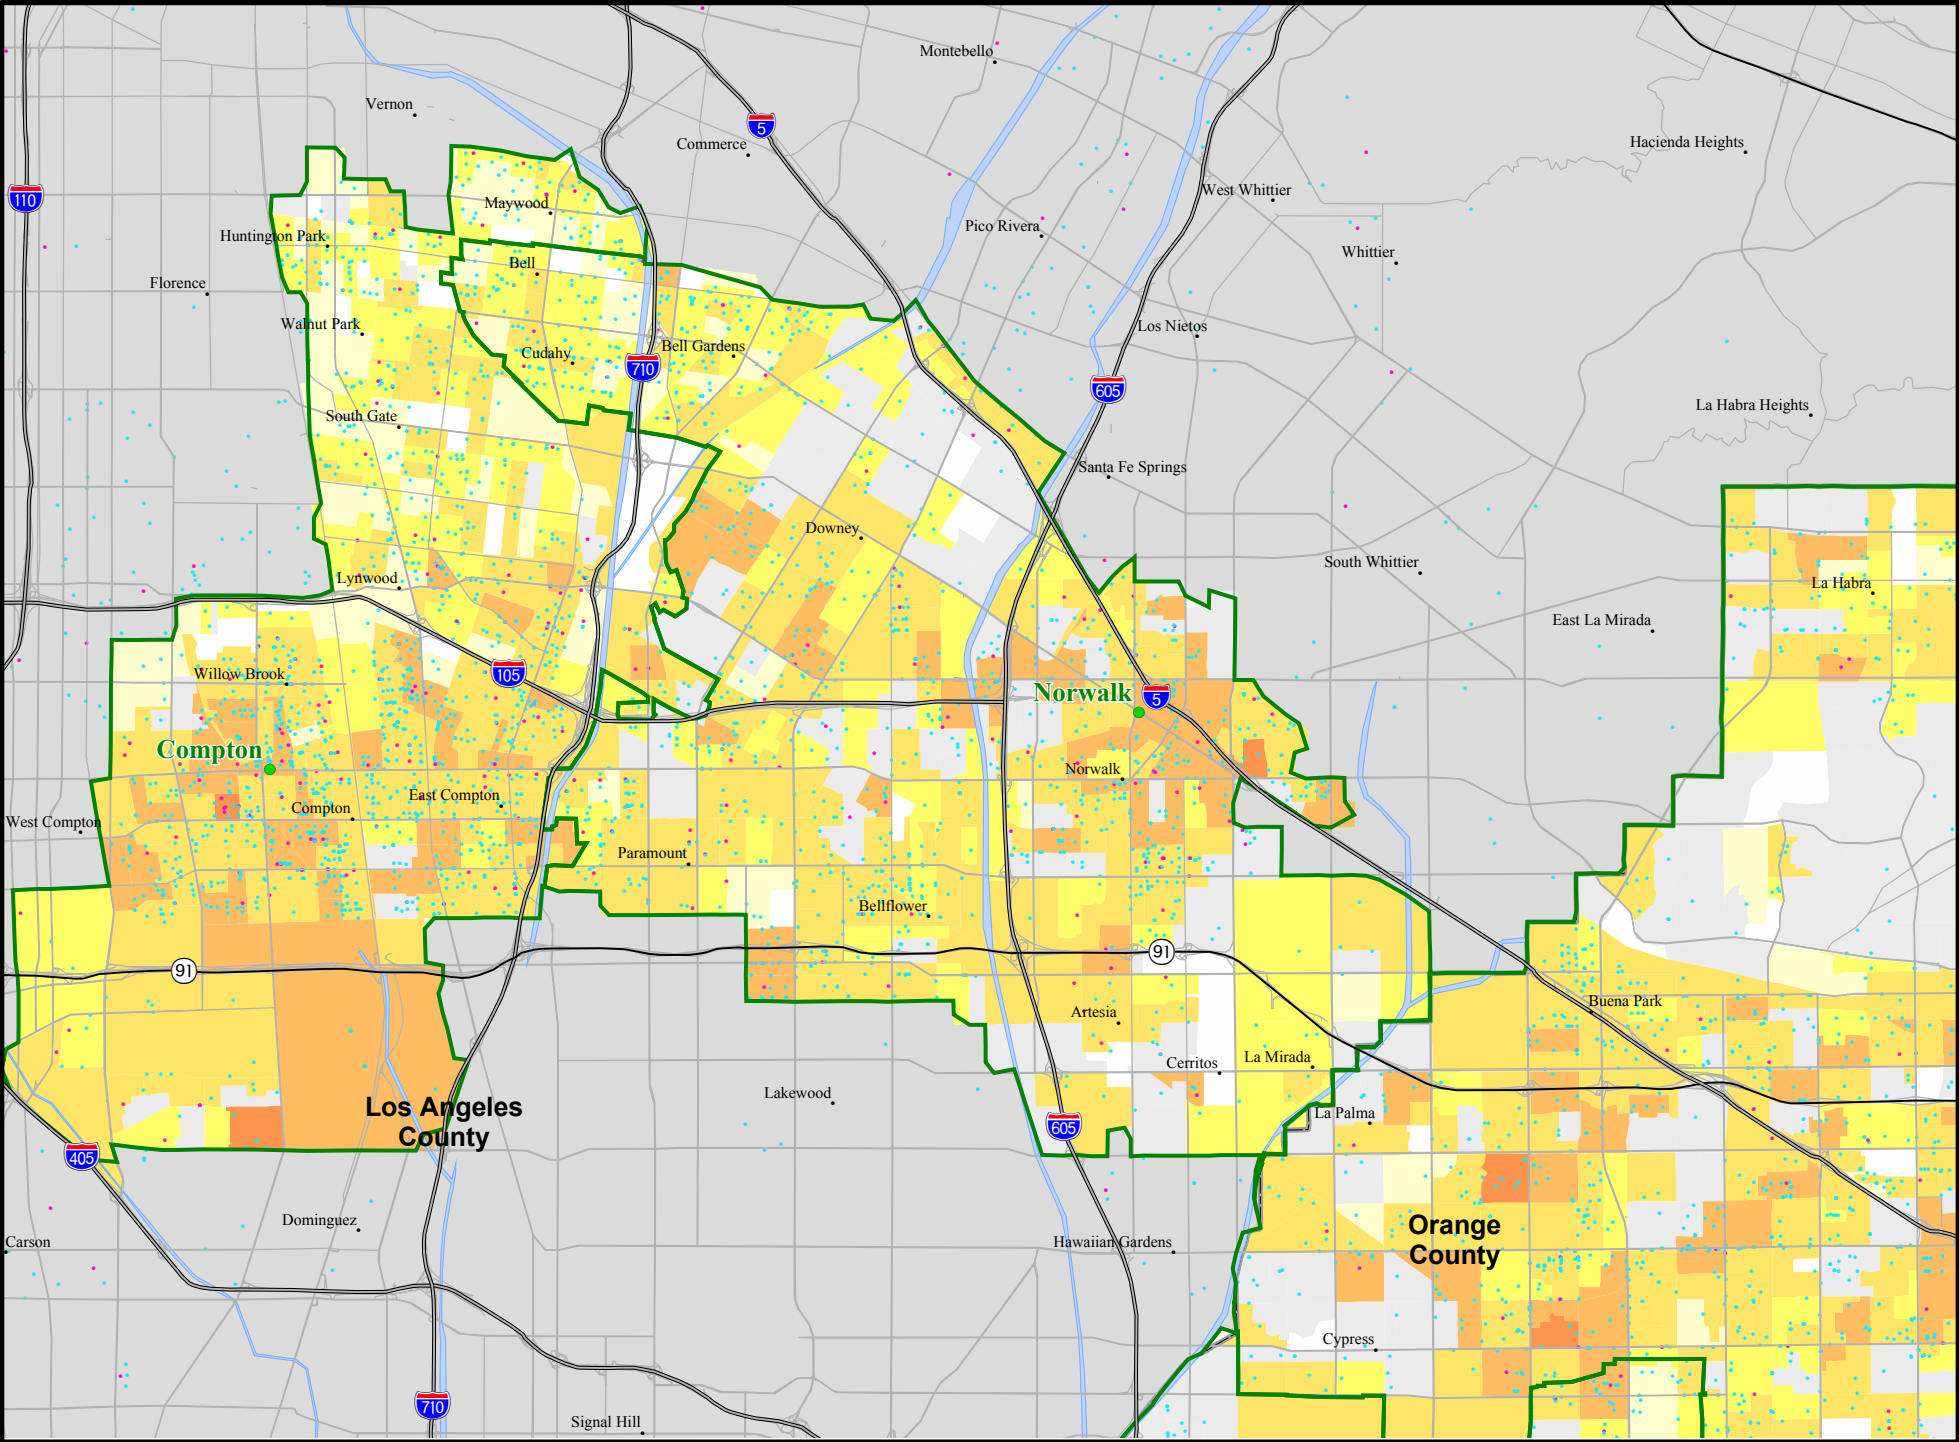 Montebello
Vernon
5
Commerce
Hacienda Heights
110
West Whittier
Maywood
Pico Rivera
Huntington Park
Whittier
Bell
Florence
Walnut Park
Los Nietos
Bell Gardens
Cudahy
710
605
La Habra Heights
South Gate
Santa Fe Springs
Downey
South Whittier
Lynwood
La Habra
East La Mirada
Willow Brook
105
Norwalk
5
Compton
Norwalk
East Compton
Compton
West Compton
Paramount
Bellflower
91
91
Buena Park
Artesia
La Mirada
Cerritos
Lakewood
Los Angeles
County
La Palma
605
405
Dominguez
Orange
County
Carson
Hawaiian Gardens
Cypress
710
Signal Hill